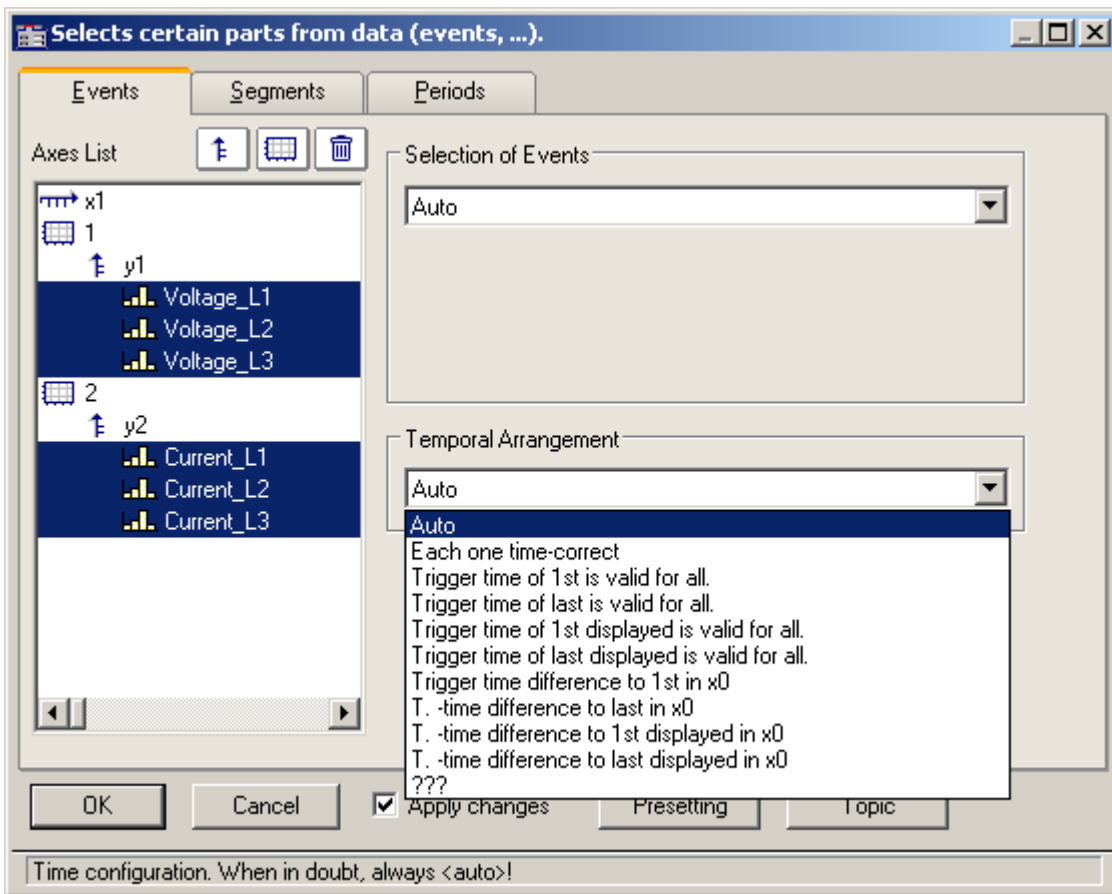 Selects certain parts from data (events, ...).
Events
Segments
Periods
Axes List
x1
1
y1
Voltage_L1
Voltage_L2
Voltage_L3
2
y2
Current_L1
Current_L2
Current_L3
Selection of Events
Auto
Temporal Arrangement
Auto
Auto
Each one time-correct
Trigger time of 1st is valid for all.
Trigger time of last is valid for all.
Trigger time of 1st displayed is valid for all.
Trigger time of last displayed is valid for all.
Trigger time difference to 1st in x0
T. -time difference to last in x0
T. -time difference to 1st displayed in x0
T. -time difference to last displayed in x0
???
OK
Cancel
Apply changes
Presetting
Topic
Time configuration. When in doubt, always <auto>!